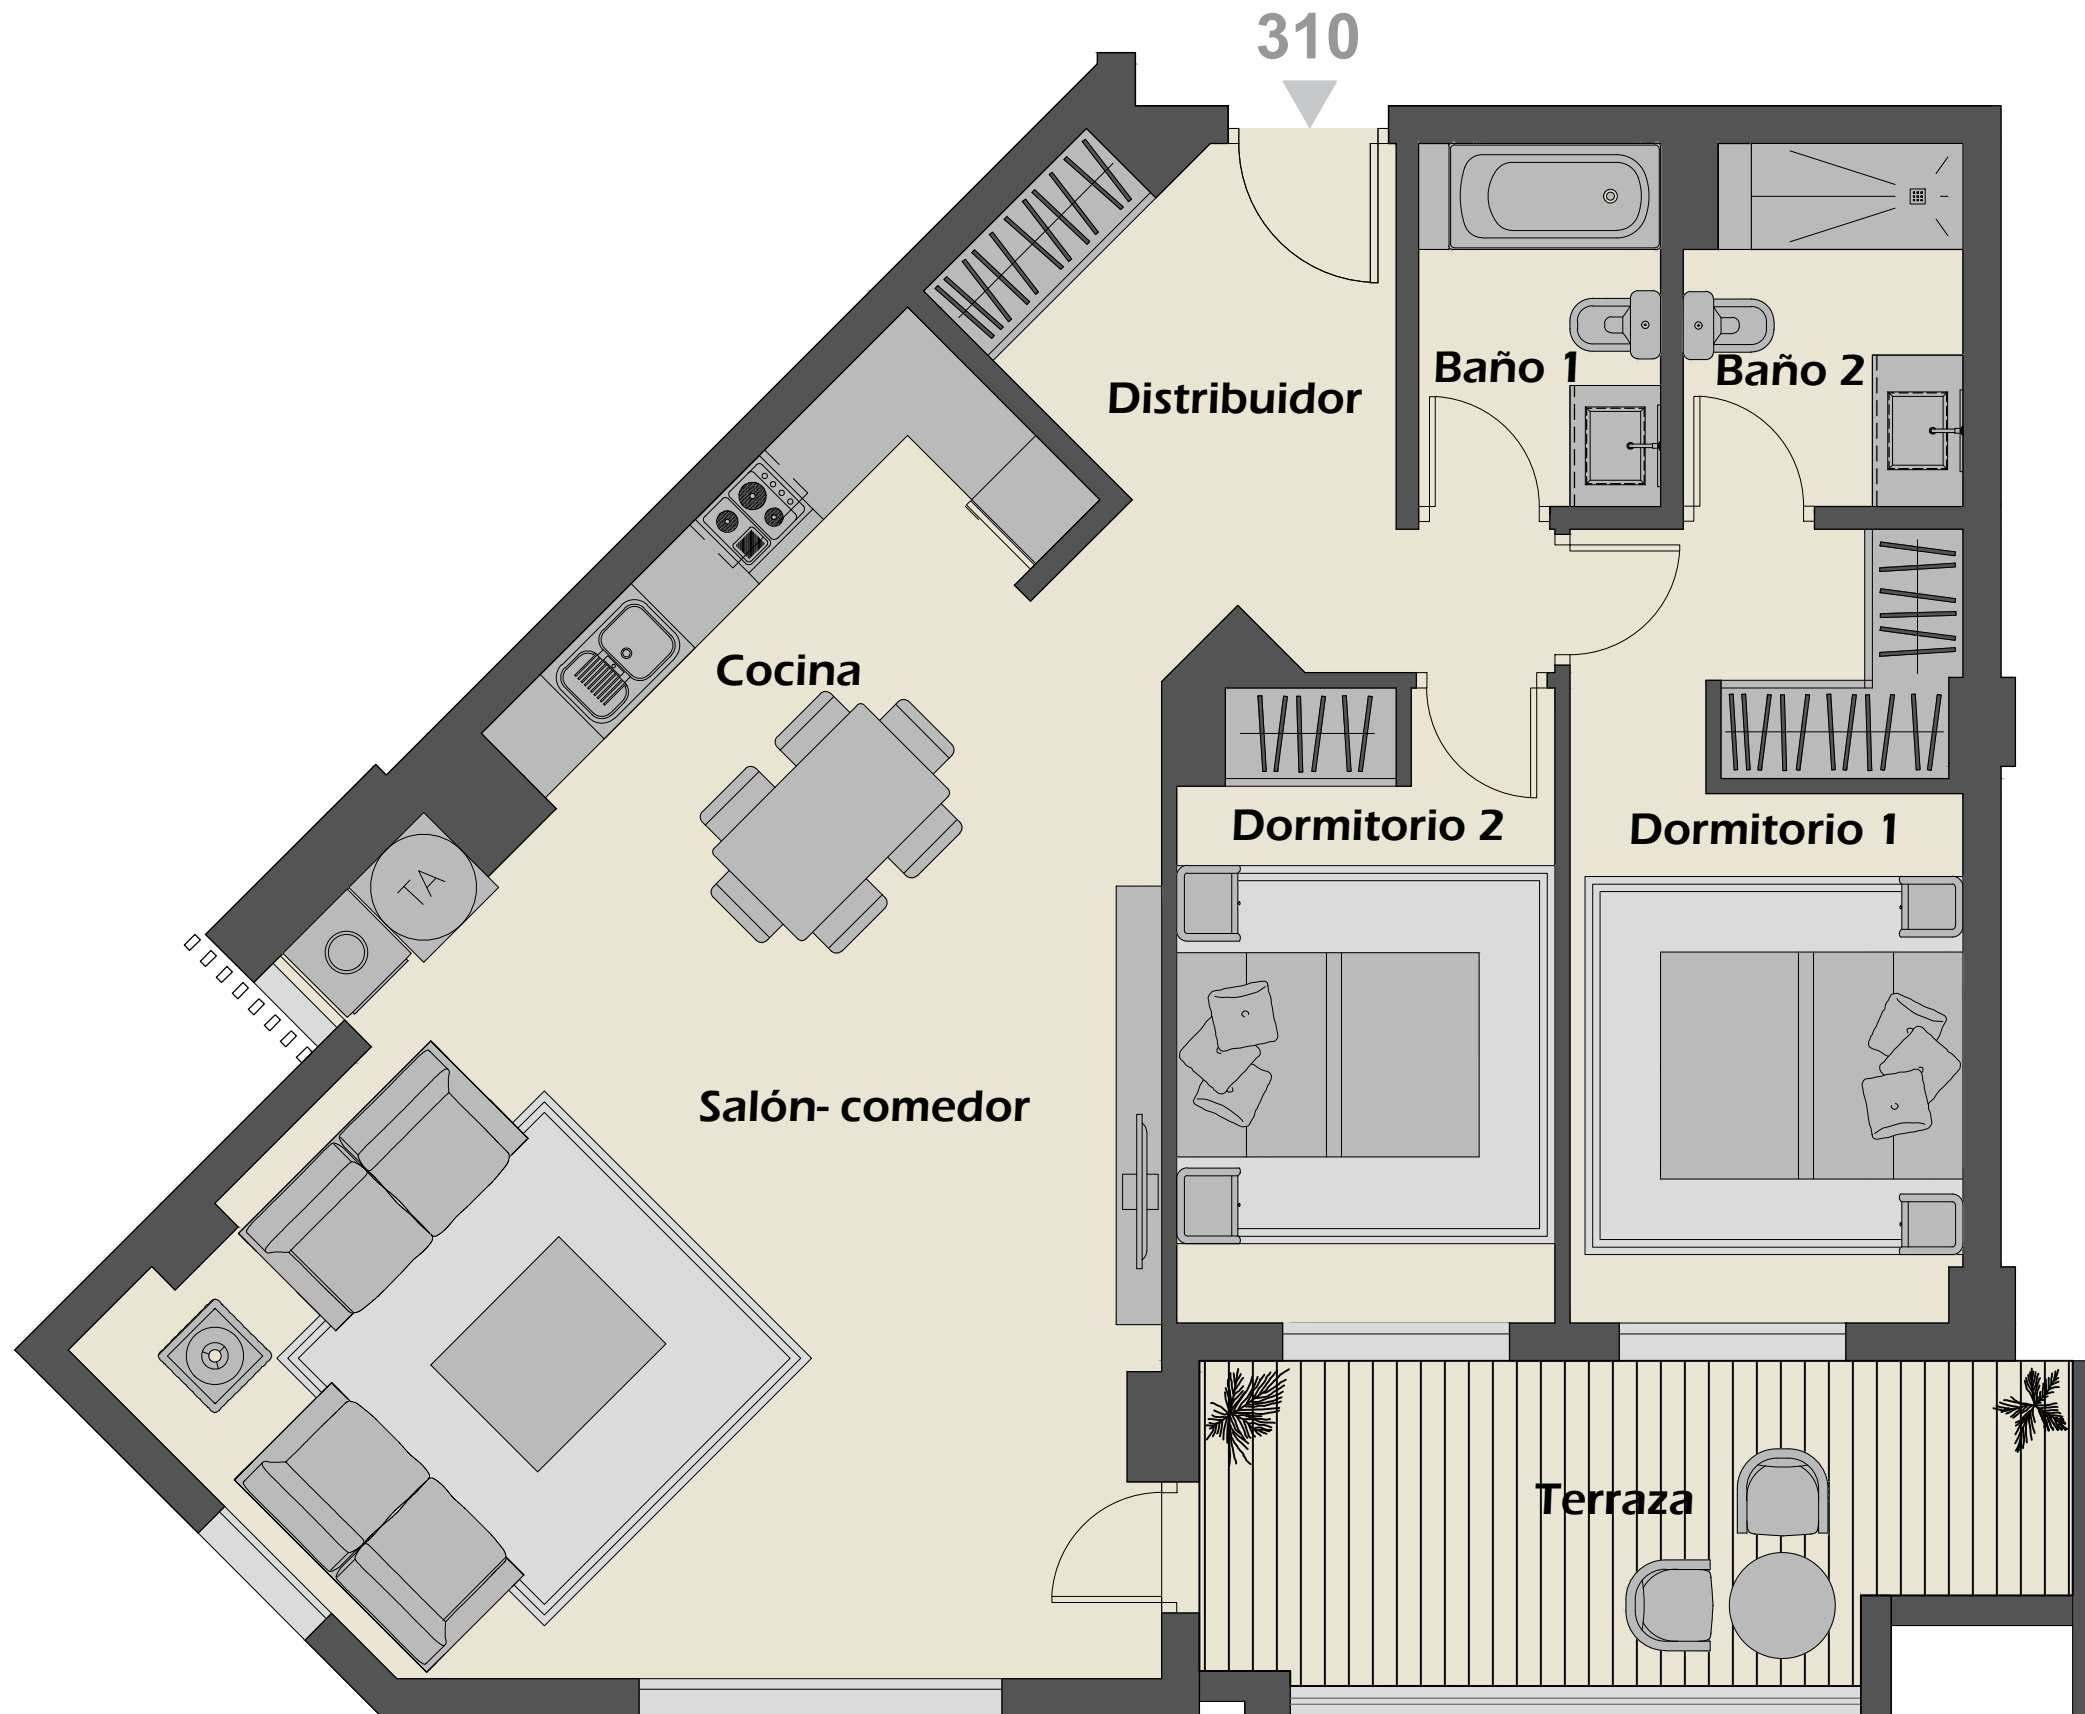 310
Distribuidor
Baño 1
Baño 2
Cocina
Dormitorio 2
Dormitorio 1
TA
Salón- comedor
Terraza